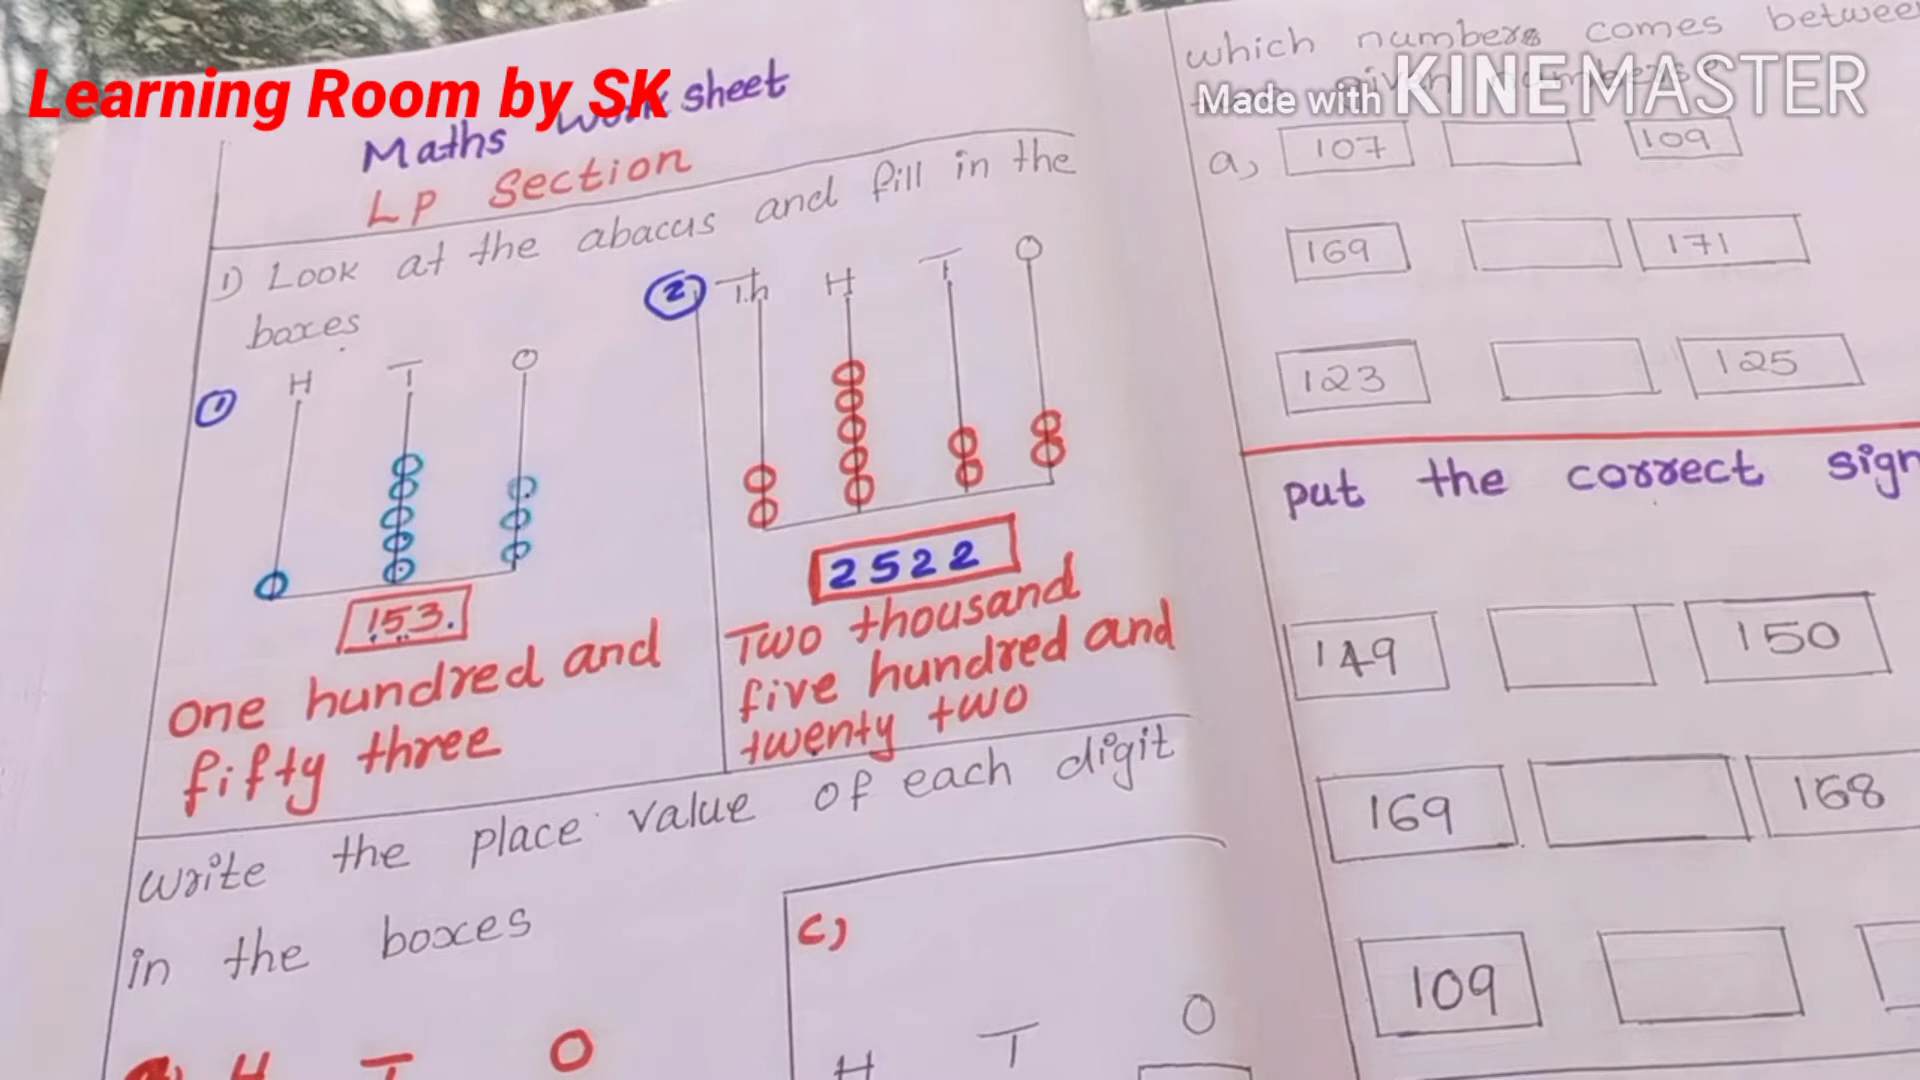 Learning Room by SK
Maths Work sheet
LP Section
1) Look at the abacus and fill in the
boxes
1 H T O
153.
One hundred and
fifty three
2 Th H T O
2522
Two thousand
five hundred and
twenty two
write the place value of each digit
in the boxes
H T O
c)
H T O
which numbers comes between
given numbers
Made with KINEMASTER
a, 107 109
169 171
123 125
put the correct sign
149 150
169 168
109